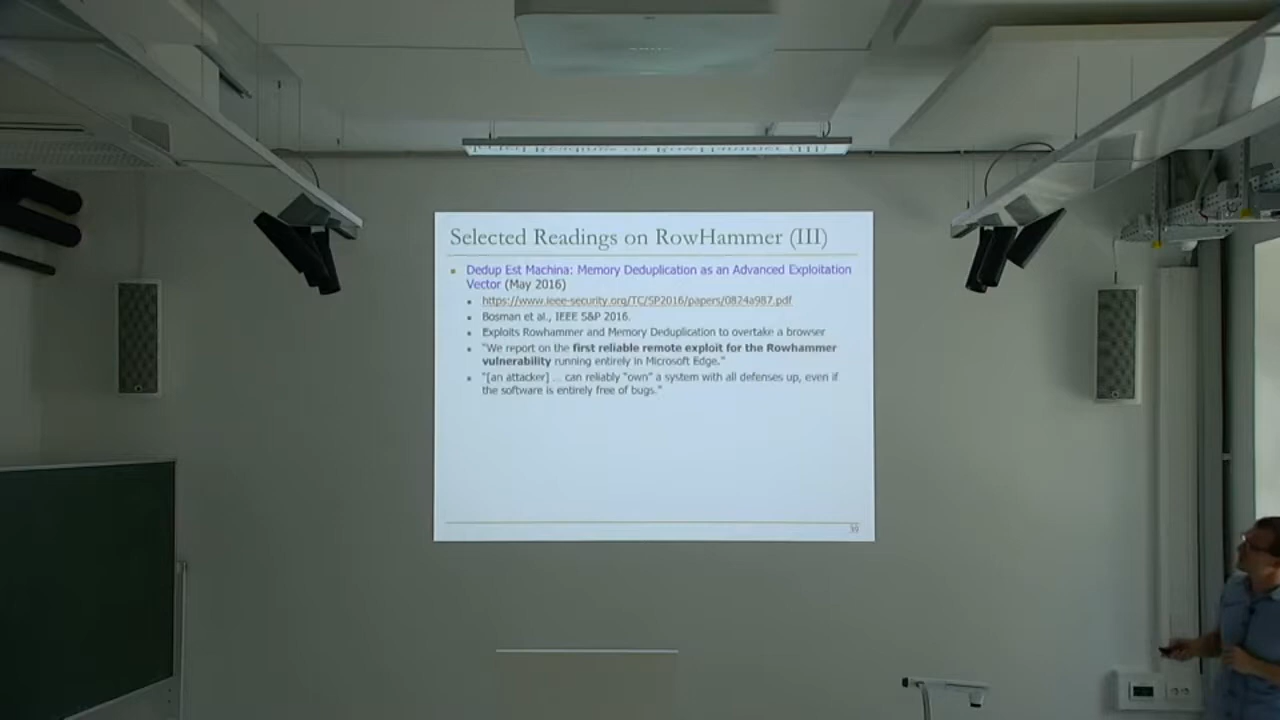 Selected Readings on RowHammer (III)
Dedup Est Machina: Memory Deduplication as an Advanced Exploitation
Vector (May 2016)
https://www.ieee-security.org/TC/SP2016/papers/0824a987.pdf
Bosman et al., IEEE S&P 2016.
Exploits Rowhammer and Memory Deduplication to overtake a browser
"We report on the first reliable remote exploit for the Rowhammer
vulnerability running entirely in Microsoft Edge."
"[an attacker] … can reliably "own" a system with all defenses up, even if
the software is entirely free of bugs."
39